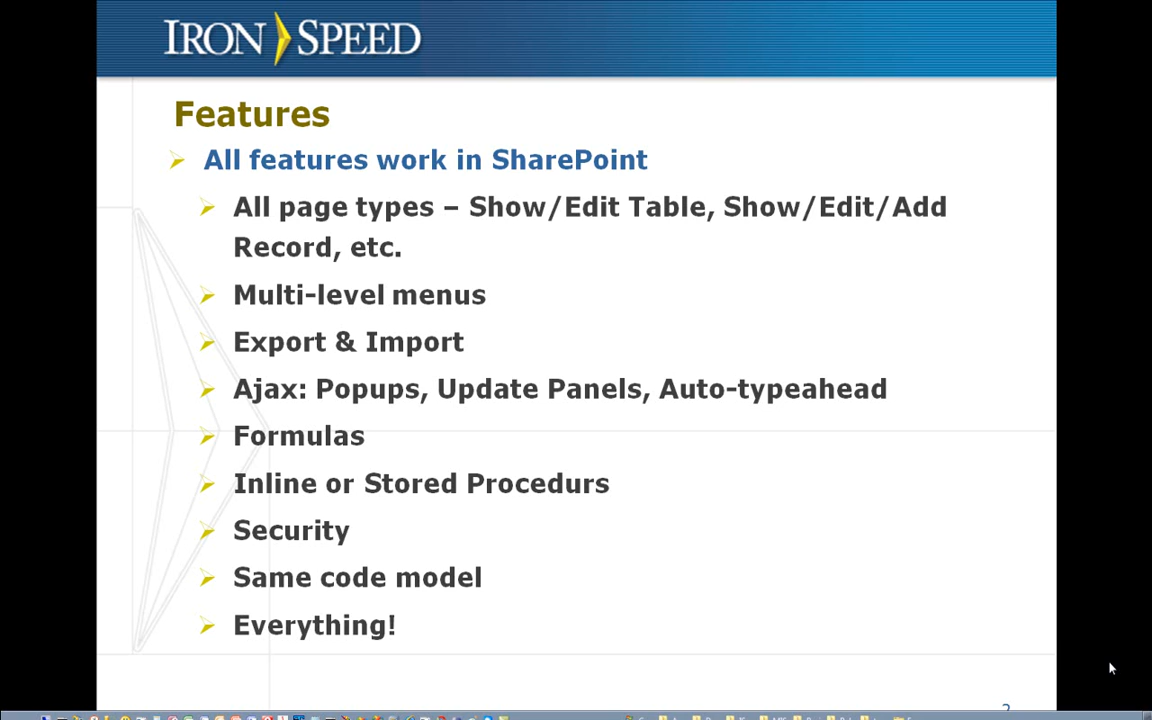 IRON SPEED
Features
All features work in SharePoint
All page types – Show/Edit Table, Show/Edit/Add
Record, etc.
Multi-level menus
Export & Import
Ajax: Popups, Update Panels, Auto-typeahead
Formulas
Inline or Stored Procedurs
Security
Same code model
Everything!